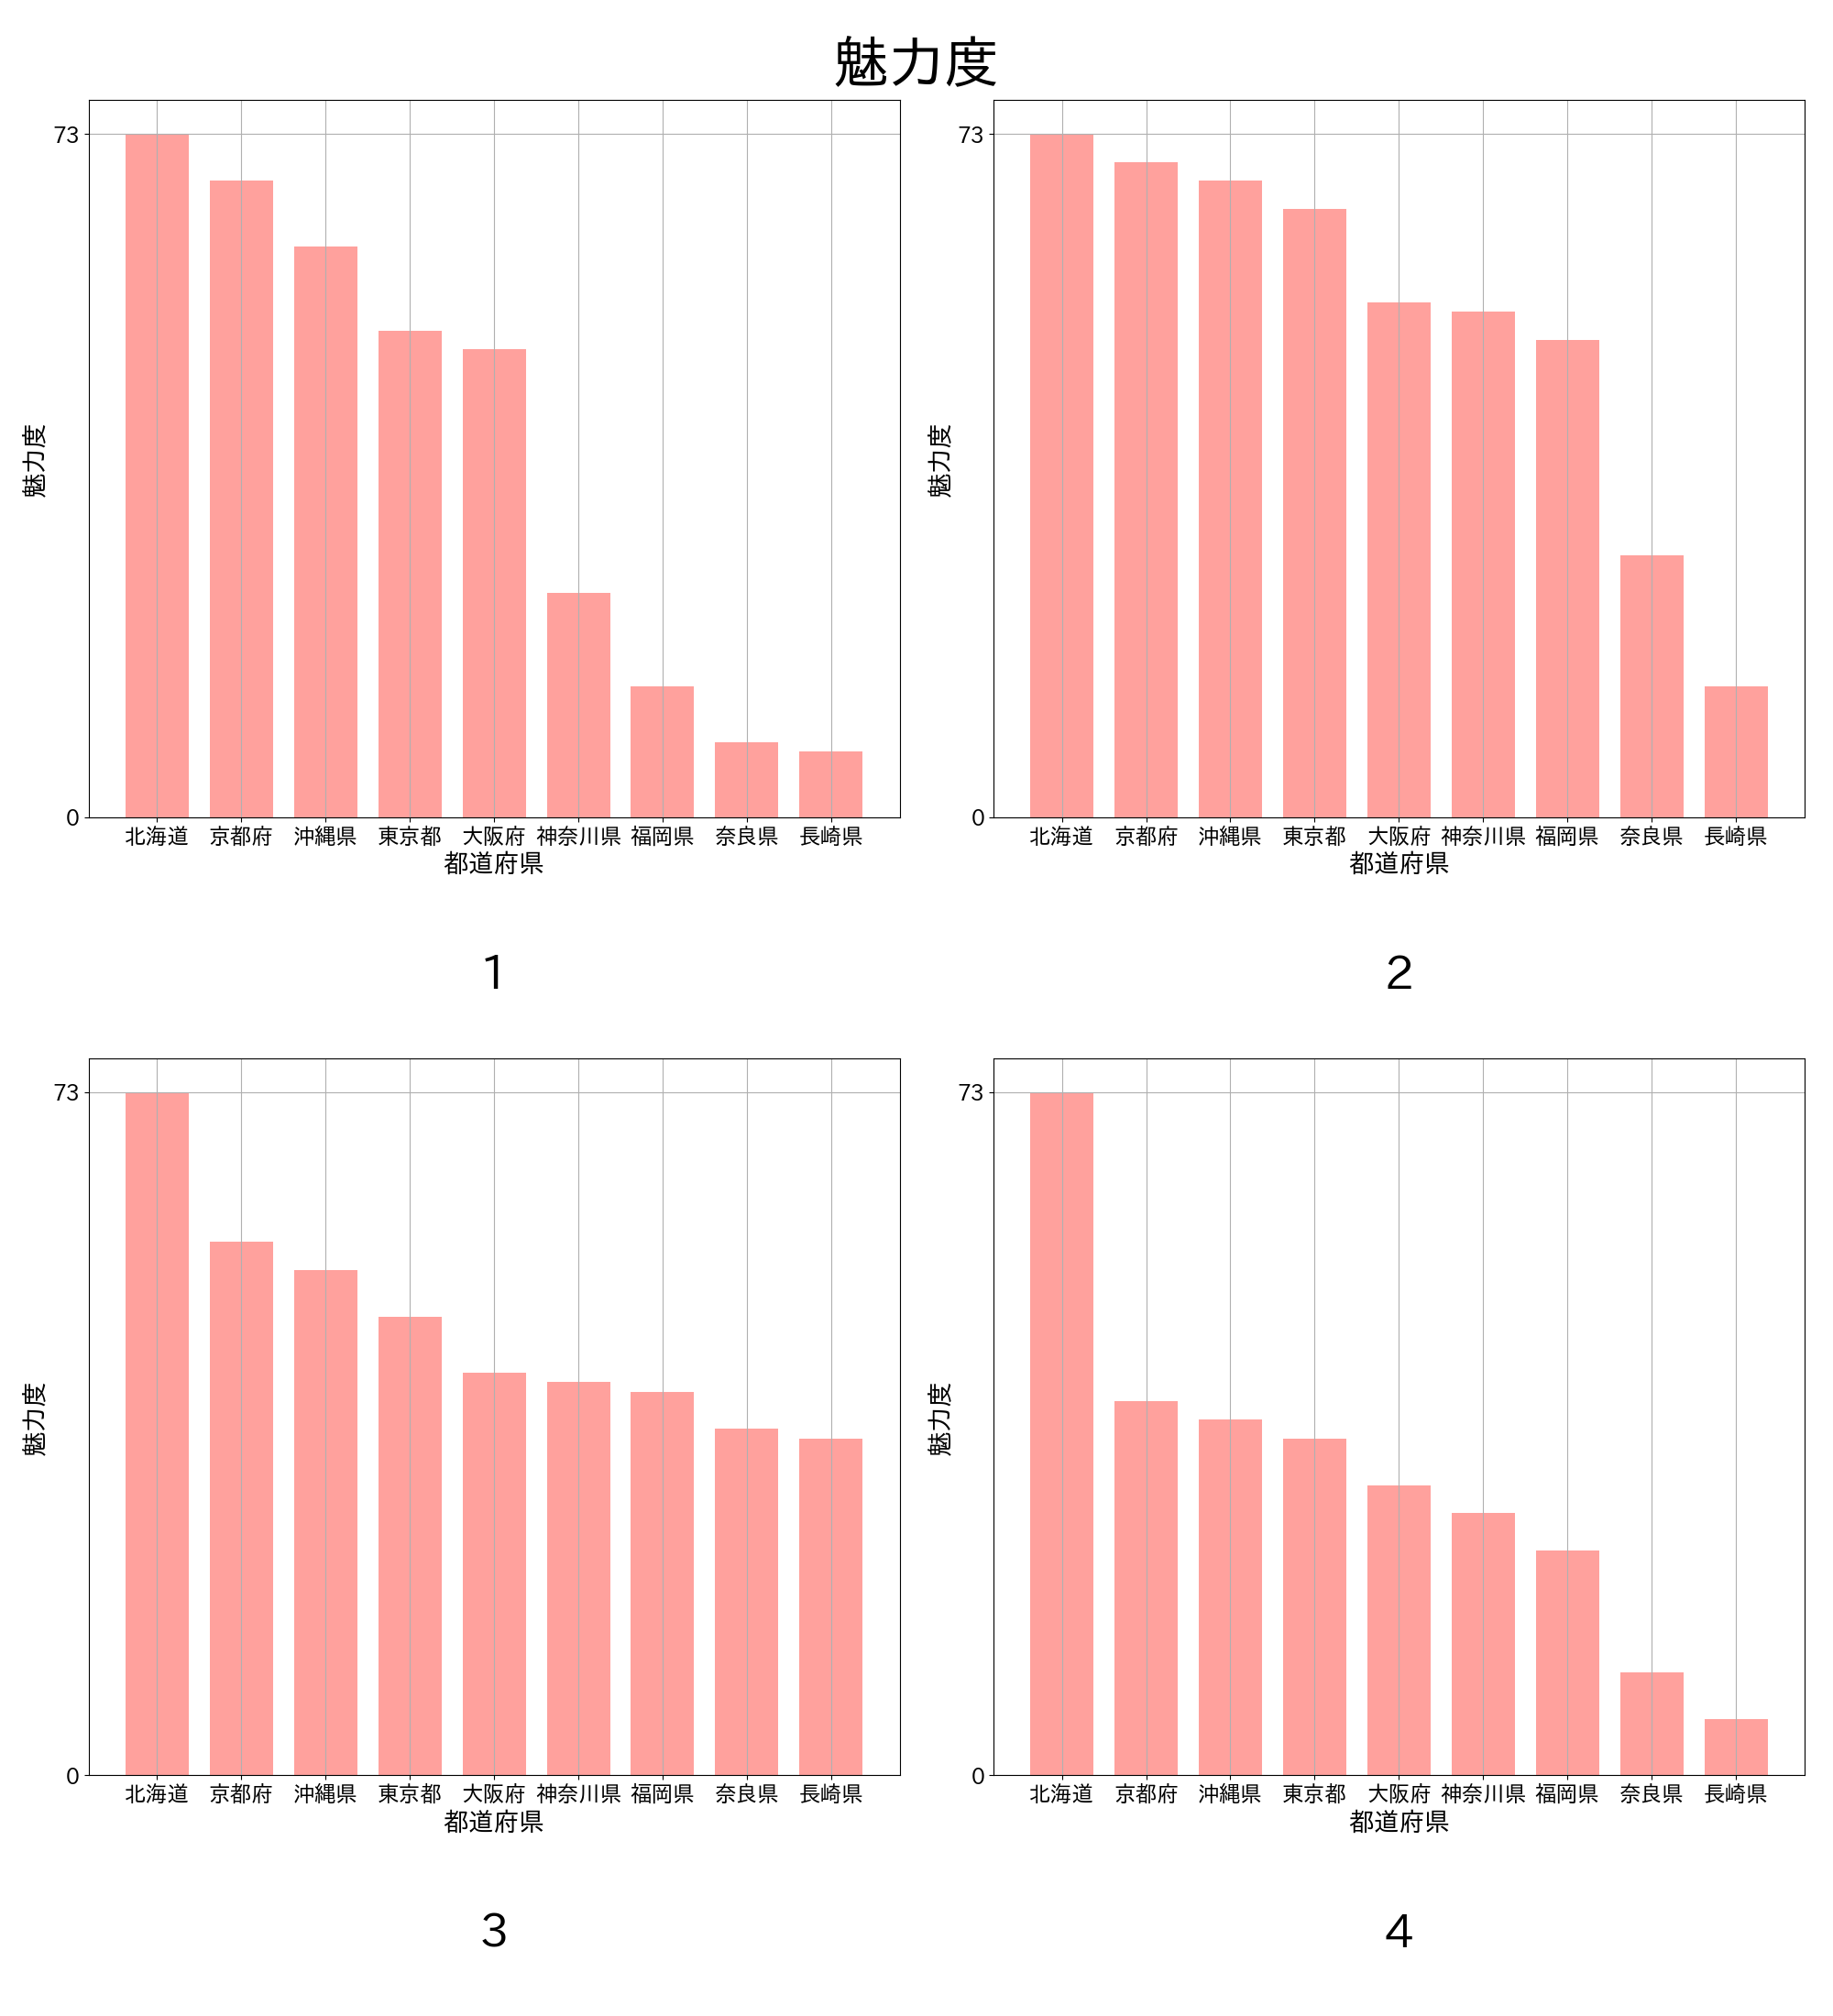 魅力度
73
魅力度
0
北海道 京都府 沖縄県 東京都 大阪府 神奈川県 福岡県 奈良県 長崎県
都道府県
1
73
魅力度
0
北海道 京都府 沖縄県 東京都 大阪府 神奈川県 福岡県 奈良県 長崎県
都道府県
2
73
魅力度
0
北海道 京都府 沖縄県 東京都 大阪府 神奈川県 福岡県 奈良県 長崎県
都道府県
3
73
魅力度
0
北海道 京都府 沖縄県 東京都 大阪府 神奈川県 福岡県 奈良県 長崎県
都道府県
4